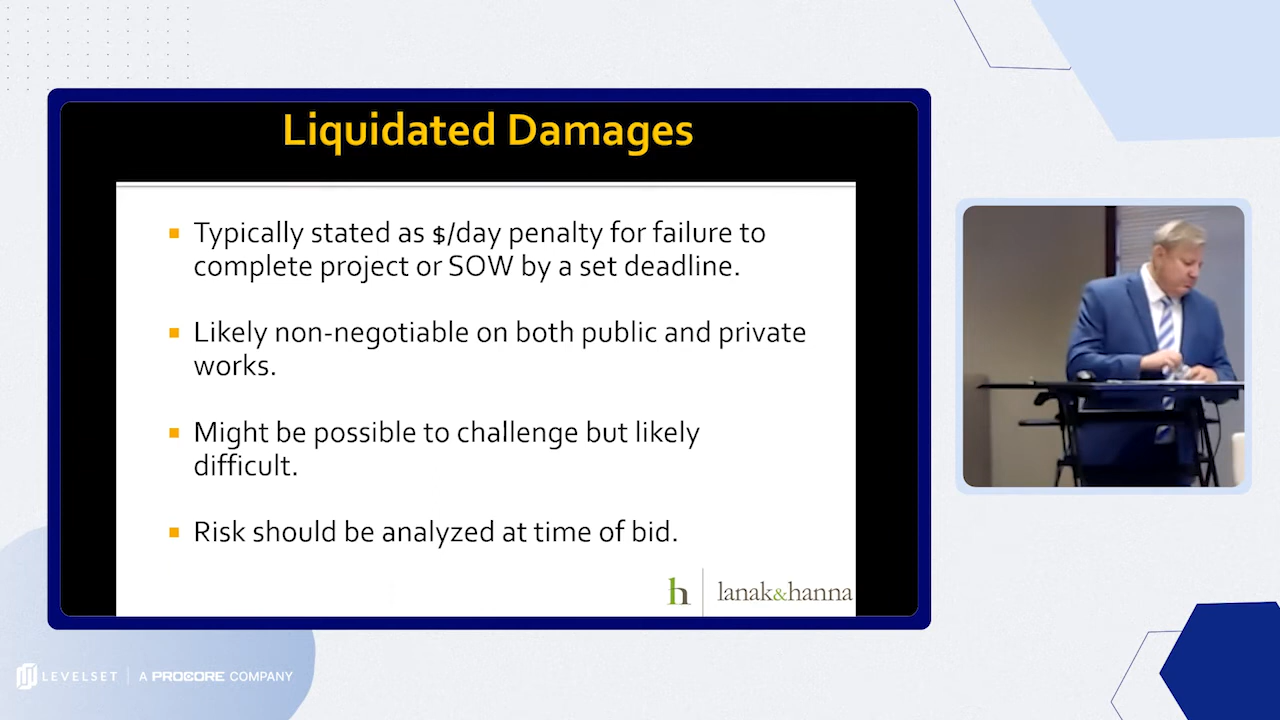 Liquidated Damages
Typically stated as $/day penalty for failure to
complete project or SOW by a set deadline.
Likely non-negotiable on both public and private
works.
Might be possible to challenge but likely
difficult.
Risk should be analyzed at time of bid.
h lanak&hanna
LEVELSET | A PROCORE COMPANY